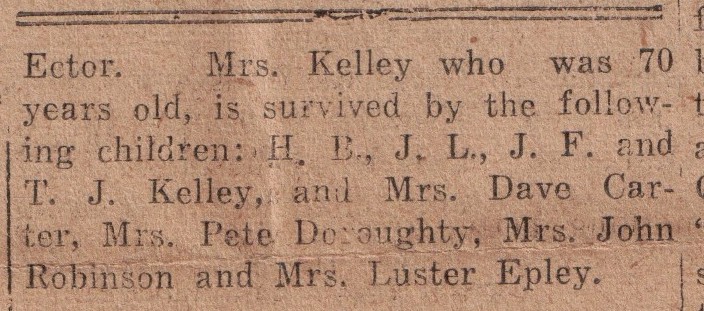 Ector. Mrs. Kelley who was 70
years old, is survived by the follow-
ing children: H. B., J. L., J. F. and
T. J. Kelley, and Mrs. Dave Car-
ter, Mrs. Pete Doroughty, Mrs. John
Robinson and Mrs. Luster Epley.